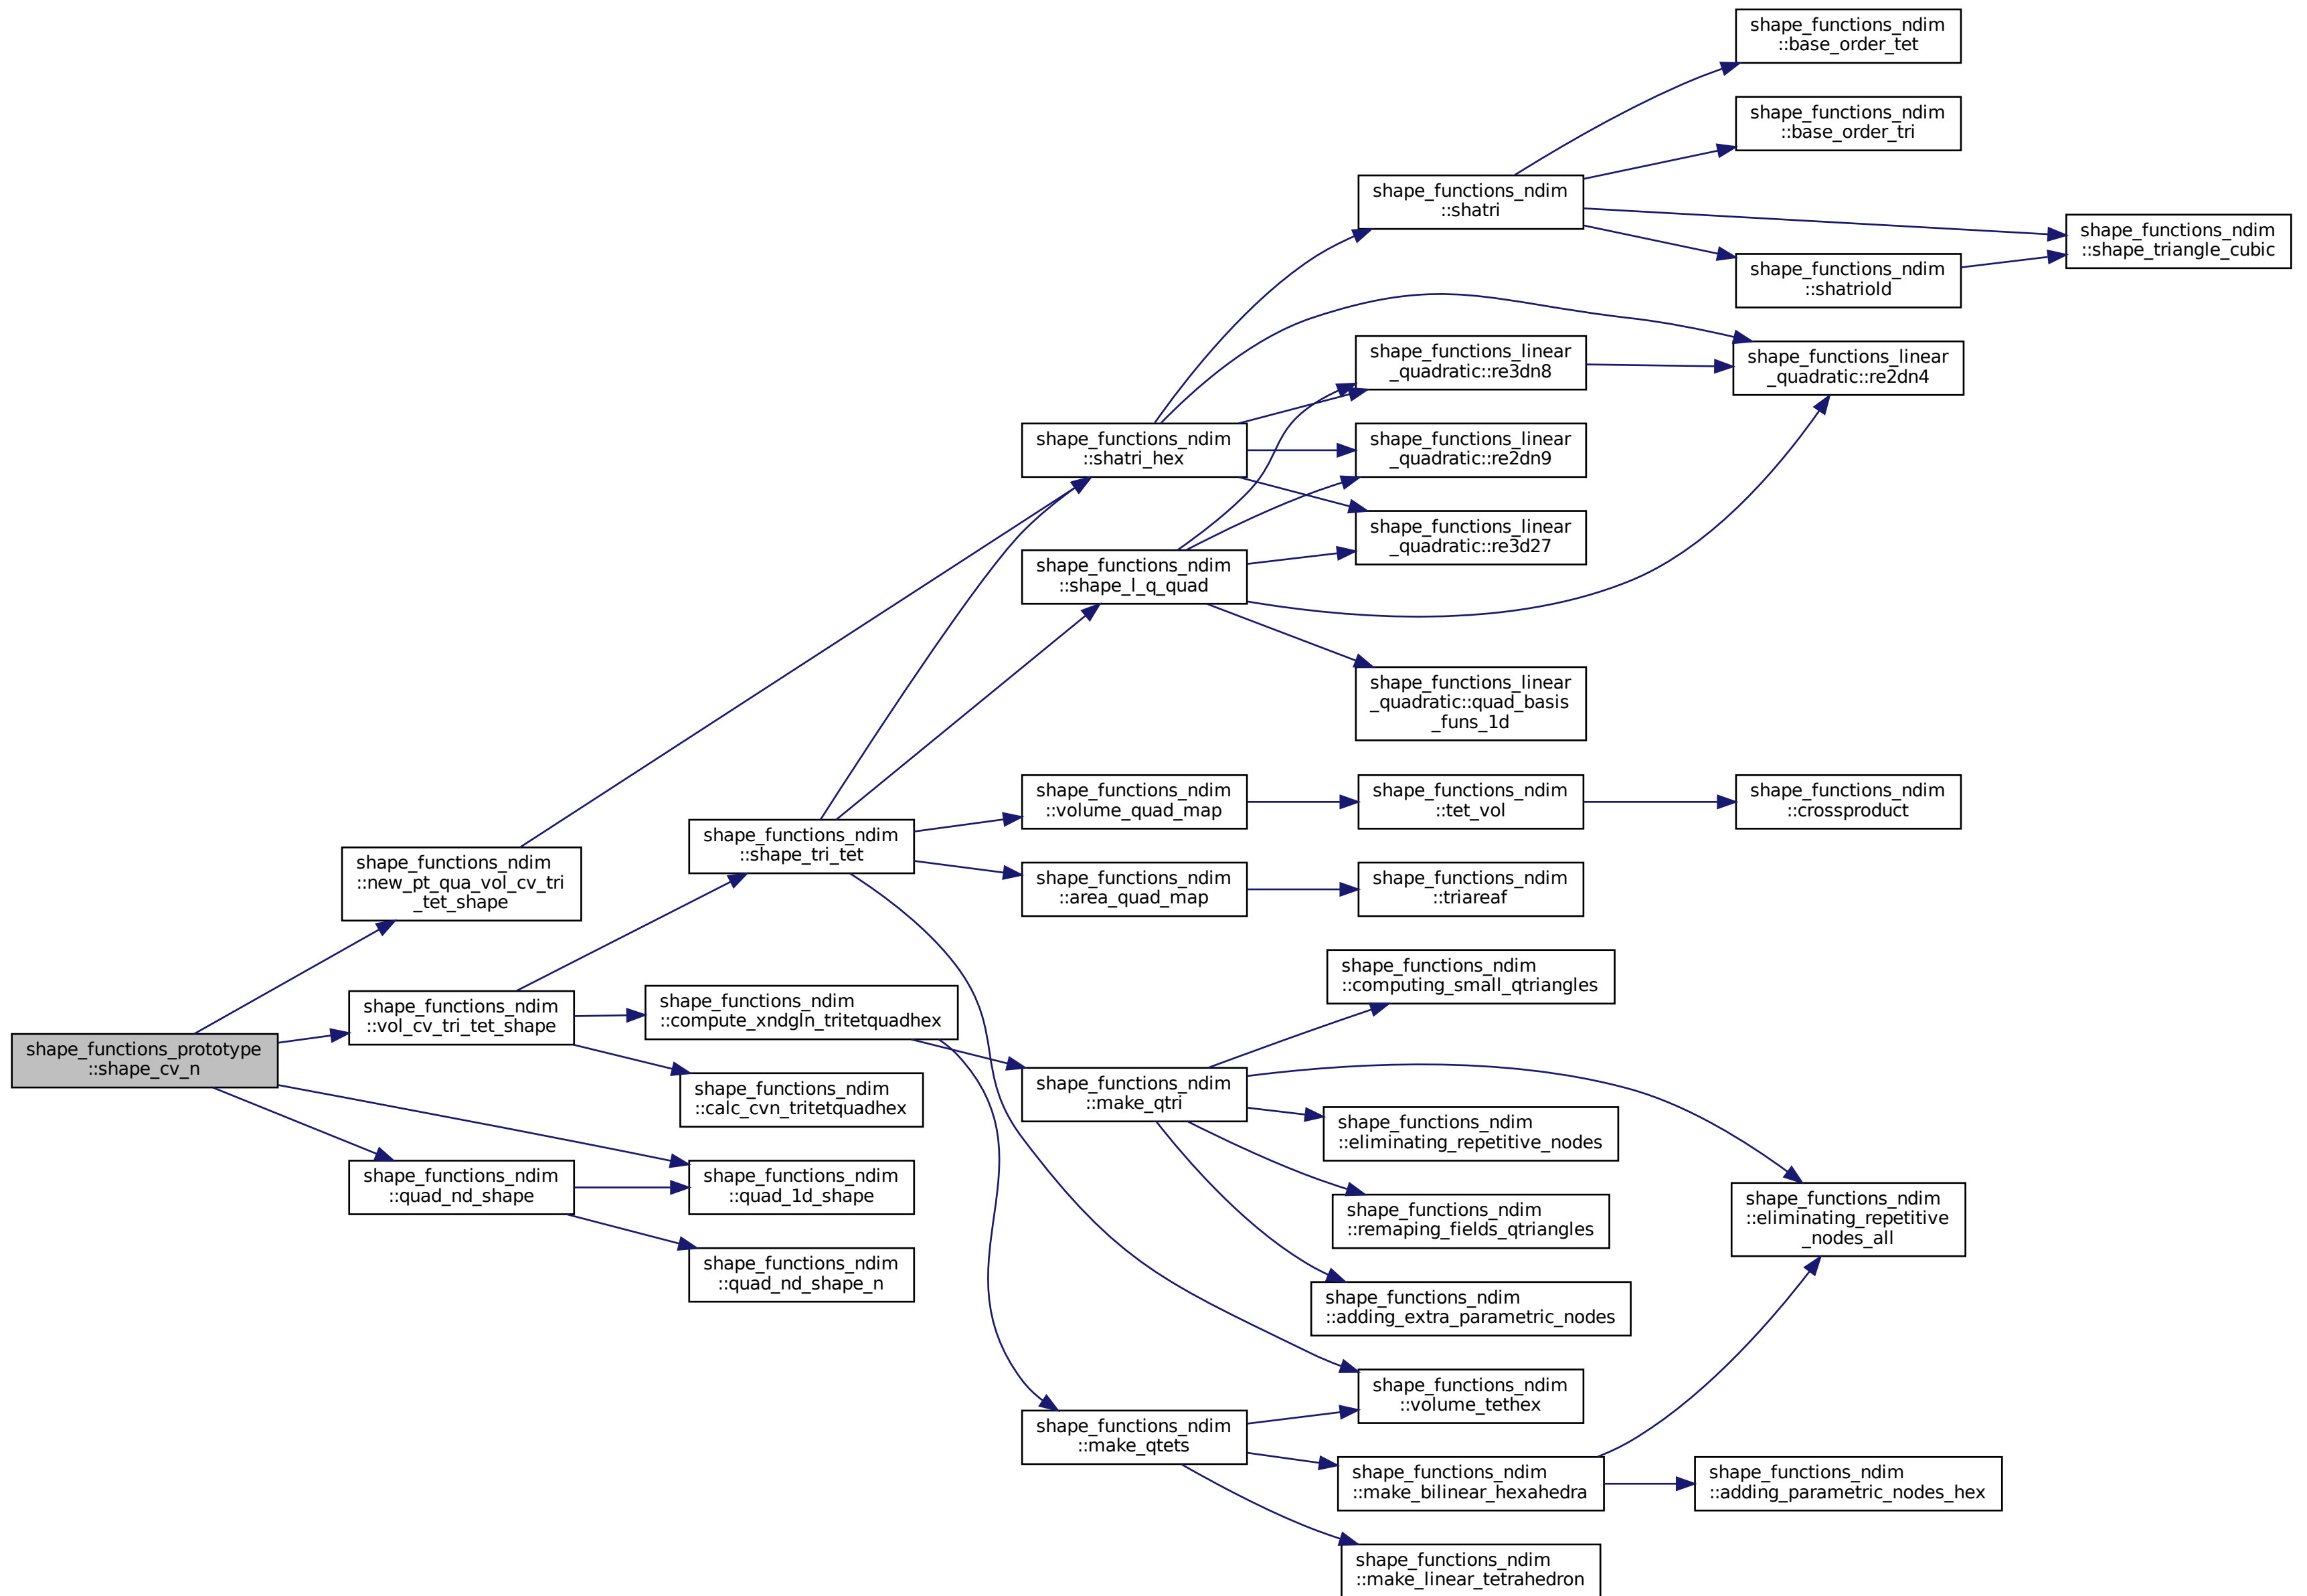 shape_functions_prototype
::shape_cv_n
shape_functions_ndim
::new_pt_qua_vol_cv_tri
_tet_shape
shape_functions_ndim
::vol_cv_tri_tet_shape
shape_functions_ndim
::quad_nd_shape
shape_functions_ndim
::shape_tri_tet
shape_functions_ndim
::compute_xndgln_tritetquadhex
shape_functions_ndim
::calc_cvn_tritetquadhex
shape_functions_ndim
::quad_1d_shape
shape_functions_ndim
::quad_nd_shape_n
shape_functions_ndim
::shatri_hex
shape_functions_ndim
::shape_l_q_quad
shape_functions_ndim
::volume_quad_map
shape_functions_ndim
::area_quad_map
shape_functions_ndim
::make_qtri
shape_functions_ndim
::make_qtets
shape_functions_ndim
::shatri
shape_functions_linear
_quadratic::re3dn8
shape_functions_linear
_quadratic::re2dn9
shape_functions_linear
_quadratic::re3d27
shape_functions_linear
_quadratic::quad_basis
_funs_1d
shape_functions_ndim
::tet_vol
shape_functions_ndim
::triareaf
shape_functions_ndim
::computing_small_qtriangles
shape_functions_ndim
::eliminating_repetitive_nodes
shape_functions_ndim
::remaping_fields_qtriangles
shape_functions_ndim
::adding_extra_parametric_nodes
shape_functions_ndim
::volume_tethex
shape_functions_ndim
::make_bilinear_hexahedra
shape_functions_ndim
::make_linear_tetrahedron
shape_functions_ndim
::base_order_tet
shape_functions_ndim
::base_order_tri
shape_functions_ndim
::shatriold
shape_functions_linear
_quadratic::re2dn4
shape_functions_ndim
::crossproduct
shape_functions_ndim
::eliminating_repetitive
_nodes_all
shape_functions_ndim
::adding_parametric_nodes_hex
shape_functions_ndim
::shape_triangle_cubic